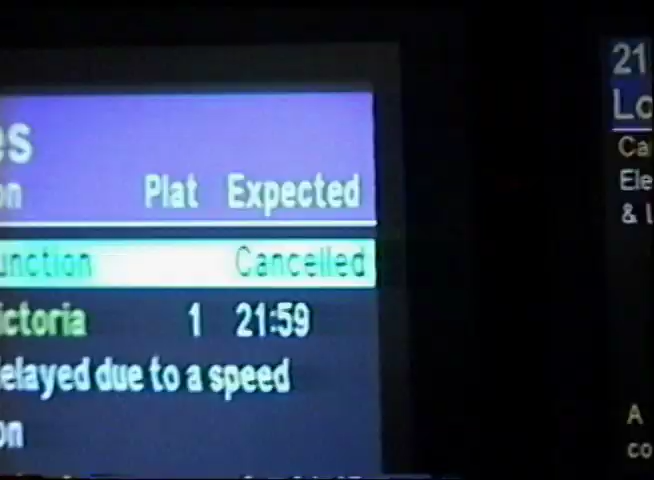 es
on Plat Expected
unction Cancelled
ictoria 1 21:59
delayed due to a speed
on
21
Lo
Ca
Ele
& l
A
co